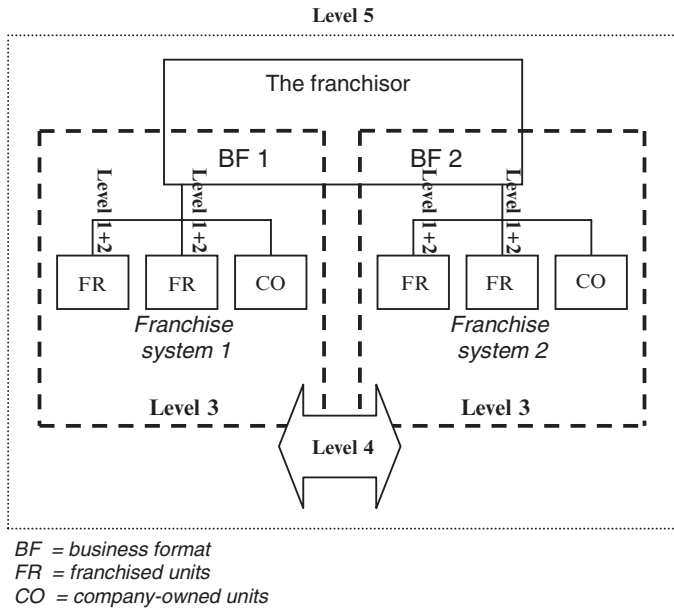 Level 5
The franchisor
BF 1
BF 2
Level 1+2
Level 1+2
Level 1+2
Level 1+2
FR
FR
CO
FR
FR
CO
Franchise
system 1
Franchise
system 2
Level 3
Level 3
Level 4
BF = business format
FR = franchised units
CO = company-owned units